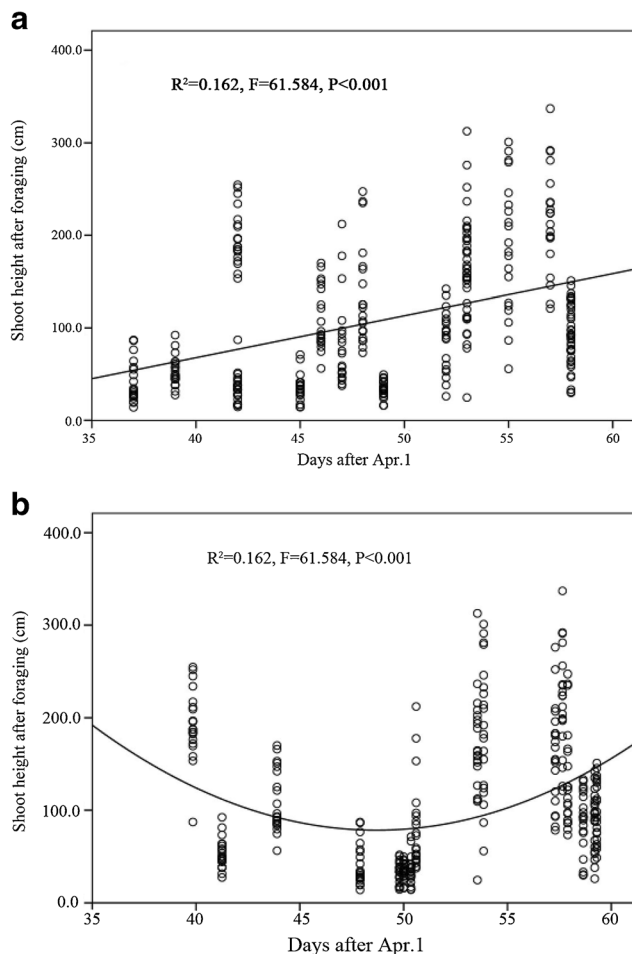 a
400.0
R²=0.162, F=61.584, P<0.001
300.0
200.0
100.0
0.0
Shoot height after foraging (cm)
35 40 45 50 55 60
Days after Apr.1
b
400.0
R²=0.162, F=61.584, P<0.001
300.0
200.0
100.0
0.0
Shoot height after foraging (cm)
35 40 45 50 55 60
Days after Apr.1